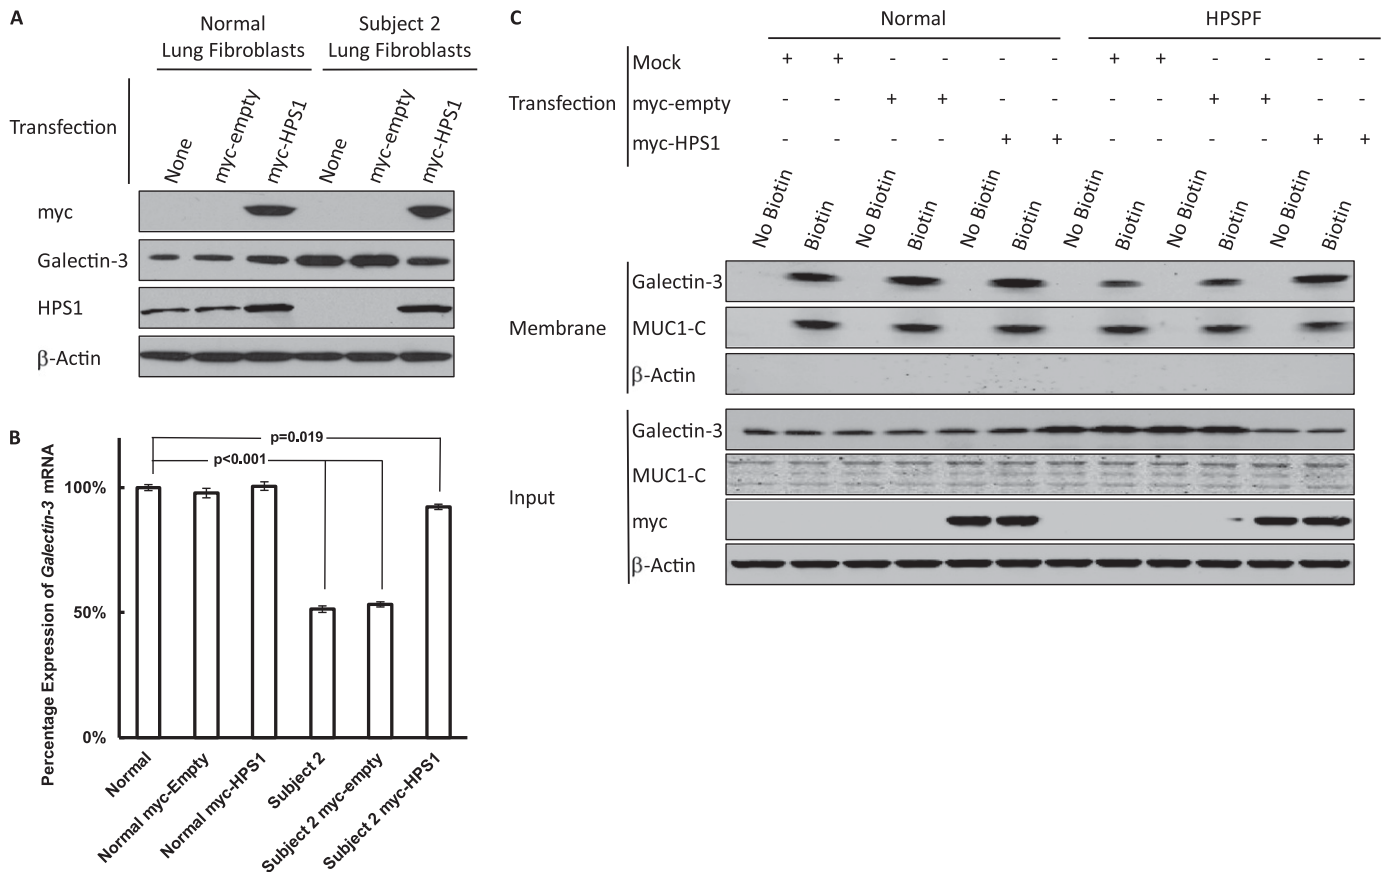 A
Normal
Lung Fibroblasts
Subject 2
Lung Fibroblasts
Transfection
None
myc-empty
myc-HPS1
None
myc-empty
myc-HPS1
myc
Galectin-3
HPS1
β-Actin
B
Percentage Expression of Galectin-3 mRNA
100%
50%
0%
p=0.019
p<0.001
Normal
Normal myc-Empty
Normal myc-HPS1
Subject 2
Subject 2 myc-empty
Subject 2 myc-HPS1
C
Normal
HPSPF
Transfection
Mock + + - - - - + + - - - -
myc-empty - - + + - - - - + + - -
myc-HPS1 - - - - + + - - - - + +
No Biotin
Biotin
No Biotin
Biotin
No Biotin
Biotin
No Biotin
Biotin
No Biotin
Biotin
No Biotin
Biotin
Membrane
Galectin-3
MUC1-C
β-Actin
Input
Galectin-3
MUC1-C
myc
β-Actin